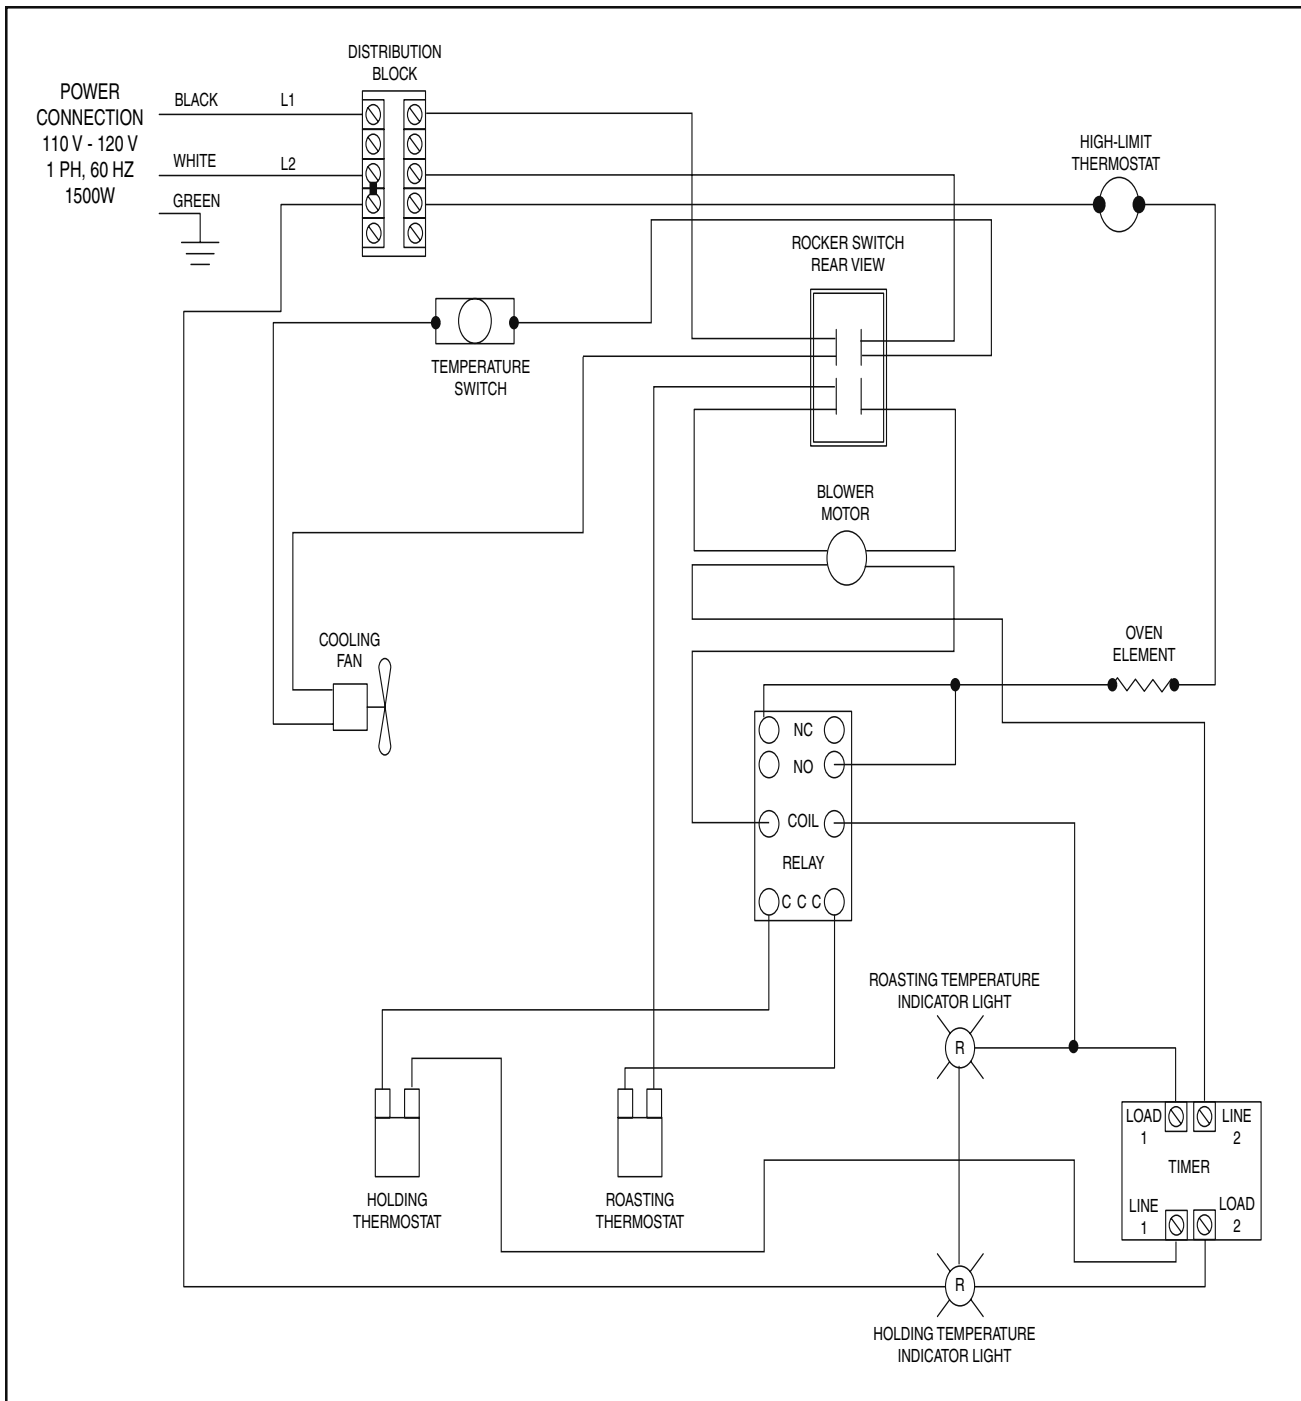 DISTRIBUTION
BLOCK
POWER
CONNECTION
110 V - 120 V
1 PH, 60 HZ
1500W
BLACK
L1
WHITE
L2
GREEN
HIGH-LIMIT
THERMOSTAT
ROCKER SWITCH
REAR VIEW
TEMPERATURE
SWITCH
BLOWER
MOTOR
COOLING
FAN
OVEN
ELEMENT
NC
NO
COIL
RELAY
C C C
ROASTING TEMPERATURE
INDICATOR LIGHT
R
LOAD
1
LINE
2
TIMER
LINE
1
LOAD
2
HOLDING
THERMOSTAT
ROASTING
THERMOSTAT
R
HOLDING TEMPERATURE
INDICATOR LIGHT